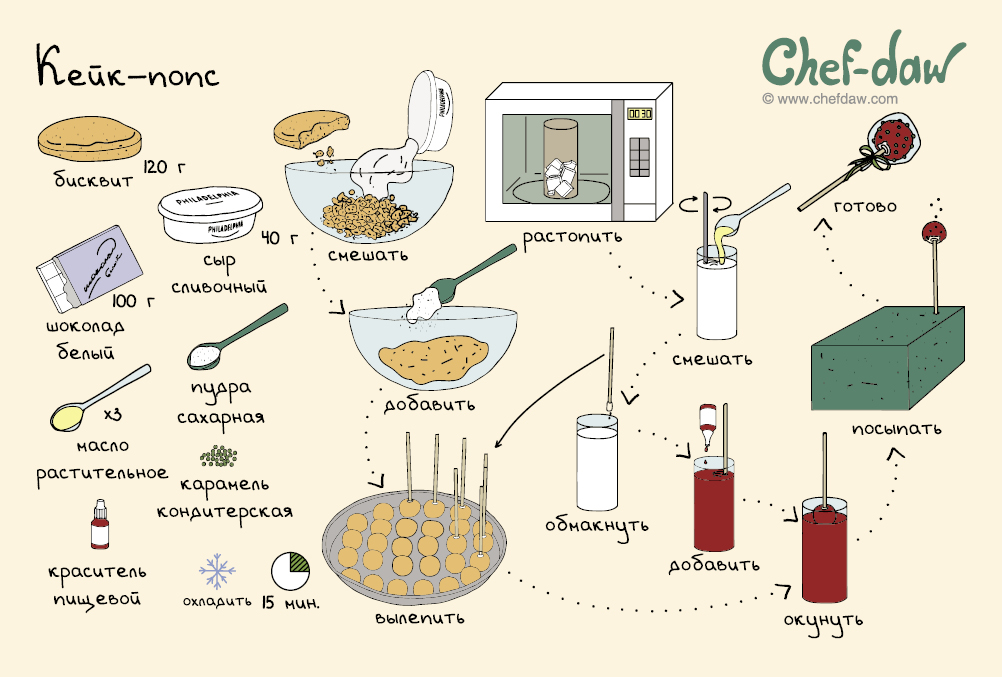 Кейк-попс
Chef-daw
© www.chefdaw.com
бисквит
120 г
PHILADELPHIA
PHILADELPHIA
40 г
сыр
сливочный
100 г
шоколад
белый
пудра
сахарная
x3
масло
растительное
карамель
кондитерская
краситель
пищевой
охладить 15 мин.
PHILADELPHIA
смешать
00 30
растопить
смешать
добавить
обмакнуть
добавить
вылепить
окунуть
посыпать
готово